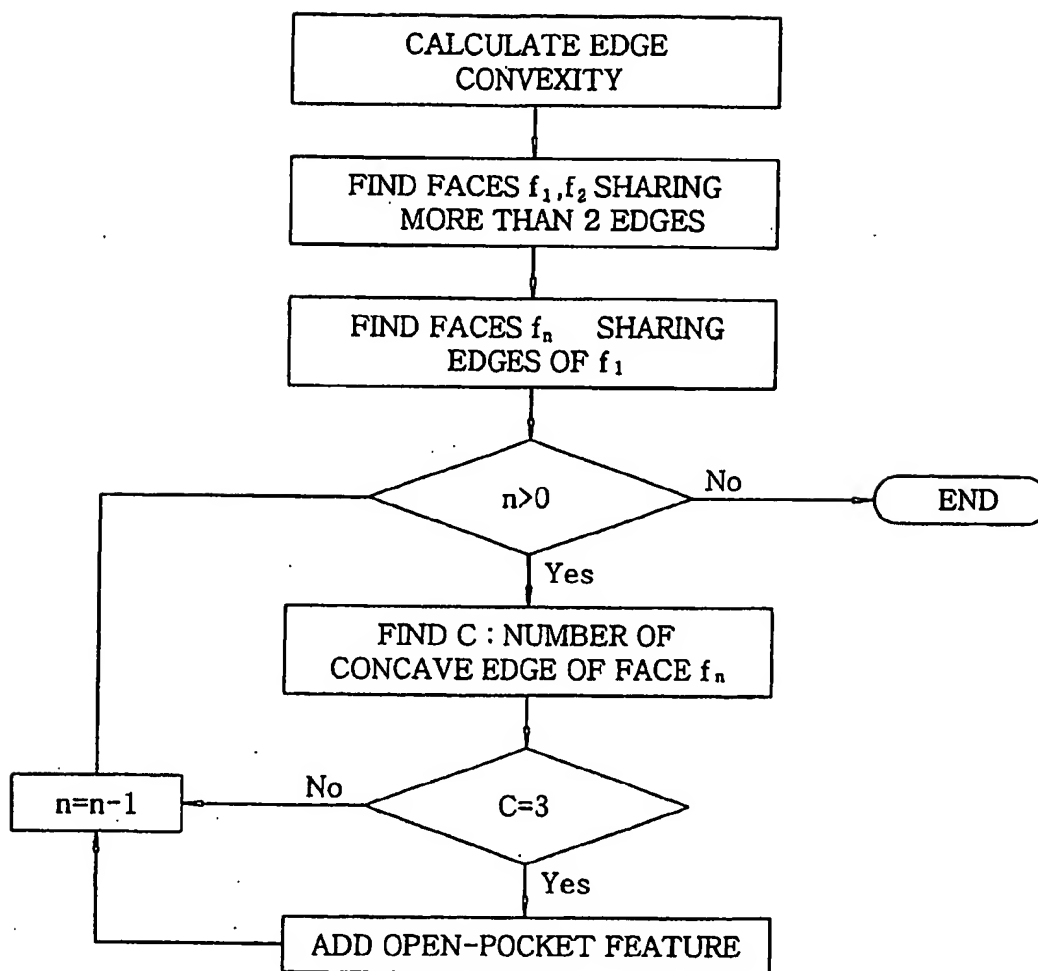 CALCULATE EDGE
CONVEXITY
FIND FACES f₁,f₂ SHARING
MORE THAN 2 EDGES
FIND FACES fₙ SHARING
EDGES OF f₁
n>0
No
END
Yes
FIND C : NUMBER OF
CONCAVE EDGE OF FACE fₙ
n=n-1
No
C=3
Yes
ADD OPEN-POCKET FEATURE